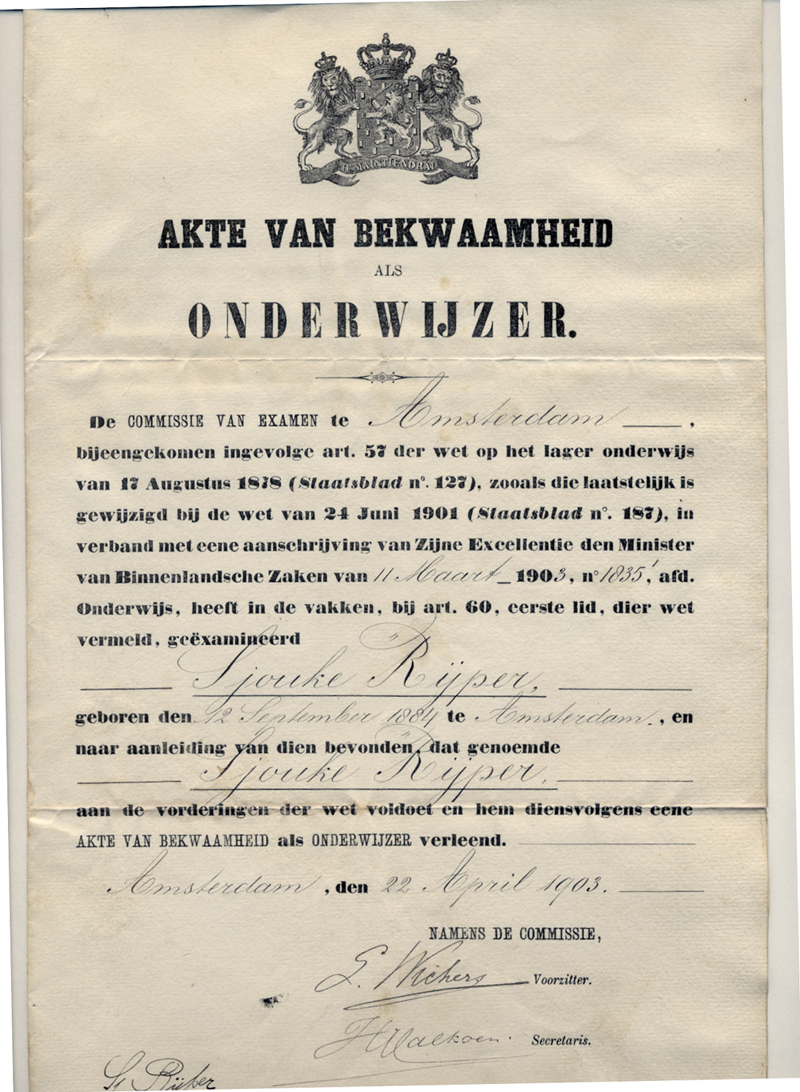 JE MAINTIENDRAI
AKTE VAN BEKWAAMHEID
ALS
ONDERWIJZER.
De COMMISSIE VAN EXAMEN te Amsterdam ,
bijeengekomen ingevolge art. 57 der wet op het lager onderwijs
van 17 Augustus 1878 (Staatsblad n°. 127), zooals die laatstelijk is
gewijzigd bij de wet van 24 Juni 1901 (Staatsblad n°. 187), in
verband met eene aanschrijving van Zijne Excellentie den Minister
van Binnenlandsche Zaken van 11 Maart 1903, n° 1835', afd.
Onderwijs, heeft in de vakken, bij art. 60, eerste lid, dier wet
vermeld, geëxamineerd
Sjouke Rijper,
geboren den 12 September 1884 te Amsterdam, en
naar aanleiding van dien bevonden, dat genoemde
Sjouke Rijper,
aan de vorderingen der wet voldoet en hem diensvolgens eene
AKTE VAN BEKWAAMHEID als ONDERWIJZER verleend.
Amsterdam, den 22 April 1903.
NAMENS DE COMMISSIE,
Wichers Voorzitter.
Secretaris.
Sj Rijper